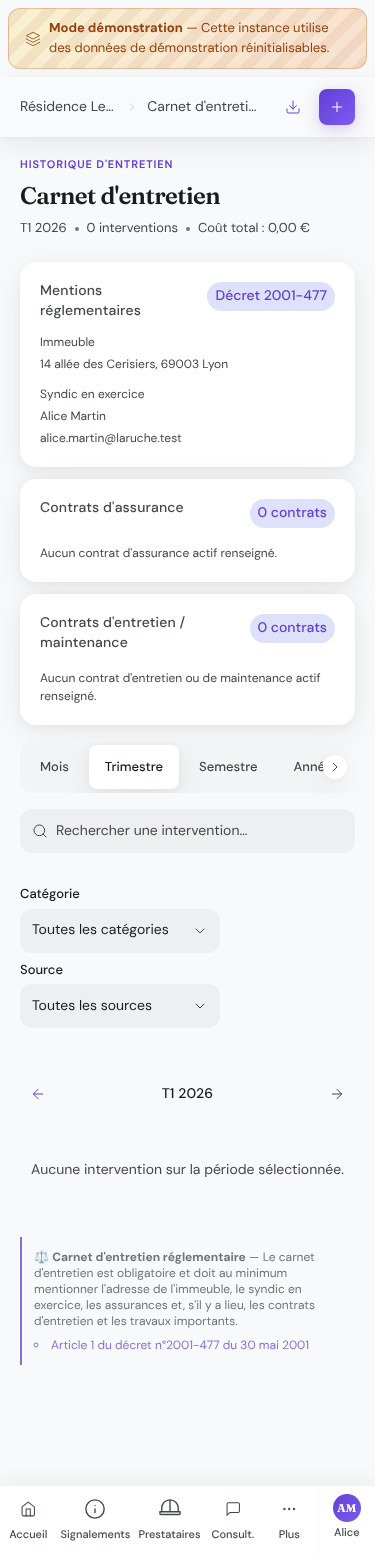 Mode démonstration — Cette instance utilise
des données de démonstration réinitialisables.
Résidence Le... Carnet d'entreti...
HISTORIQUE D'ENTRETIEN
Carnet d'entretien
T1 2026 • 0 interventions • Coût total : 0,00 €
Mentions
réglementaires
Décret 2001-477
Immeuble
14 allée des Cerisiers, 69003 Lyon
Syndic en exercice
Alice Martin
alice.martin@laruche.test
Contrats d'assurance
0 contrats
Aucun contrat d'assurance actif renseigné.
Contrats d'entretien /
maintenance
0 contrats
Aucun contrat d'entretien ou de maintenance actif
renseigné.
Mois Trimestre Semestre Anné
Rechercher une intervention...
Catégorie
Toutes les catégories
Source
Toutes les sources
T1 2026
Aucune intervention sur la période sélectionnée.
⚖️ Carnet d'entretien réglementaire — Le carnet
d'entretien est obligatoire et doit au minimum
mentionner l'adresse de l'immeuble, le syndic en
exercice, les assurances et, s'il y a lieu, les contrats
d'entretien et les travaux importants.
Article 1 du décret n°2001-477 du 30 mai 2001
AM
Accueil Signalements Prestataires Consult. Plus Alice